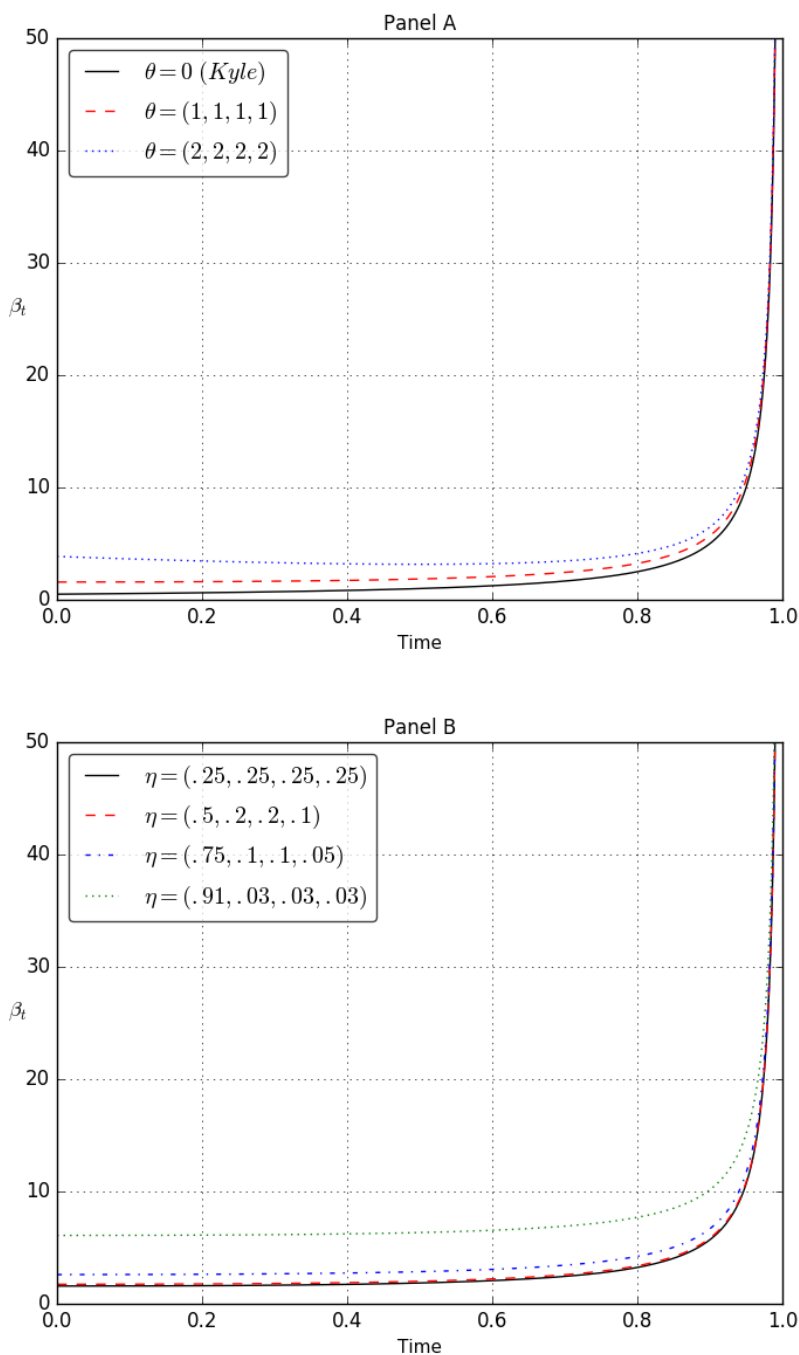 Panel A
50
θ = 0 (Kyle)
θ = (1, 1, 1, 1)
θ = (2, 2, 2, 2)
40
30
β_t
20
10
0
0.0 0.2 0.4 0.6 0.8 1.0
Time
Panel B
50
η = (.25, .25, .25, .25)
η = (.5, .2, .2, .1)
η = (.75, .1, .1, .05)
η = (.91, .03, .03, .03)
40
30
β_t
20
10
0
0.0 0.2 0.4 0.6 0.8 1.0
Time